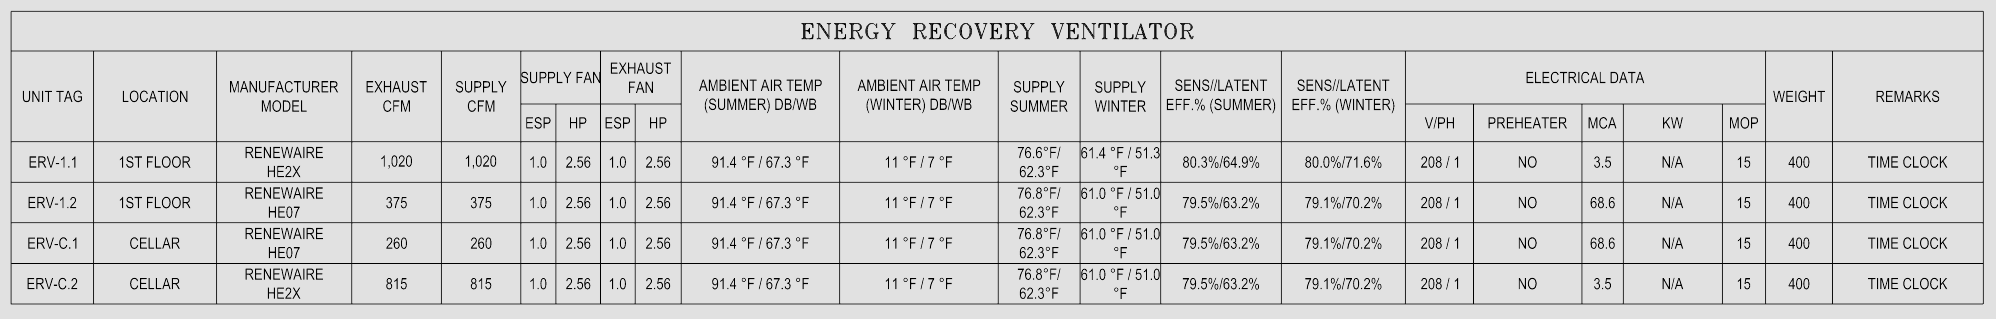 ENERGY RECOVERY VENTILATOR
UNIT TAG LOCATION MANUFACTURER MODEL EXHAUST CFM SUPPLY CFM SUPPLY FAN EXHAUST FAN AMBIENT AIR TEMP (SUMMER) DB/WB AMBIENT AIR TEMP (WINTER) DB/WB SUPPLY SUMMER SUPPLY WINTER SENS//LATENT EFF.% (SUMMER) SENS//LATENT EFF.% (WINTER) ELECTRICAL DATA WEIGHT REMARKS
ESP HP ESP HP V/PH PREHEATER MCA KW MOP
ERV-1.1 1ST FLOOR RENEWAIRE HE2X 1,020 1,020 1.0 2.56 1.0 2.56 91.4 °F / 67.3 °F 11 °F / 7 °F 76.6°F/ 62.3°F 61.4 °F / 51.3 °F 80.3%/64.9% 80.0%/71.6% 208 / 1 NO 3.5 N/A 15 400 TIME CLOCK
ERV-1.2 1ST FLOOR RENEWAIRE HE07 375 375 1.0 2.56 1.0 2.56 91.4 °F / 67.3 °F 11 °F / 7 °F 76.8°F/ 62.3°F 61.0 °F / 51.0 °F 79.5%/63.2% 79.1%/70.2% 208 / 1 NO 68.6 N/A 15 400 TIME CLOCK
ERV-C.1 CELLAR RENEWAIRE HE07 260 260 1.0 2.56 1.0 2.56 91.4 °F / 67.3 °F 11 °F / 7 °F 76.8°F/ 62.3°F 61.0 °F / 51.0 °F 79.5%/63.2% 79.1%/70.2% 208 / 1 NO 68.6 N/A 15 400 TIME CLOCK
ERV-C.2 CELLAR RENEWAIRE HE2X 815 815 1.0 2.56 1.0 2.56 91.4 °F / 67.3 °F 11 °F / 7 °F 76.8°F/ 62.3°F 61.0 °F / 51.0 °F 79.5%/63.2% 79.1%/70.2% 208 / 1 NO 3.5 N/A 15 400 TIME CLOCK